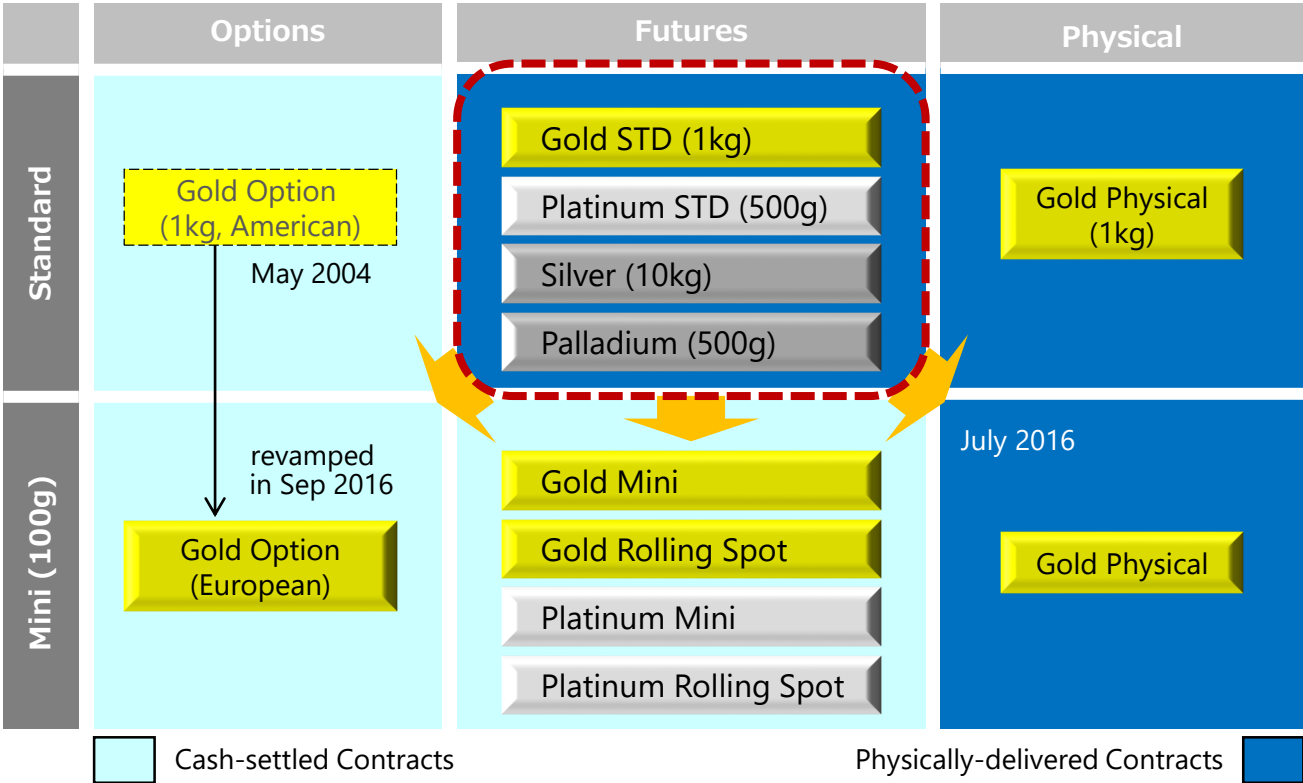 Options
Futures
Physical
Standard
Gold Option
(1kg, American)
May 2004
Gold STD (1kg)
Platinum STD (500g)
Silver (10kg)
Palladium (500g)
Gold Physical
(1kg)
Mini (100g)
revamped
in Sep 2016
Gold Option
(European)
Gold Mini
Gold Rolling Spot
Platinum Mini
Platinum Rolling Spot
July 2016
Gold Physical
Cash-settled Contracts
Physically-delivered Contracts